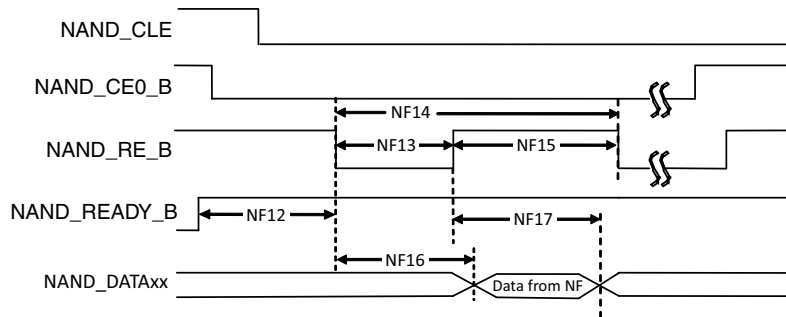 NAND_CLE
NAND_CE0_B
NF14
NAND_RE_B
NF13
NF15
NAND_READY_B
NF12
NF17
NF16
NAND_DATAxx
Data from NF